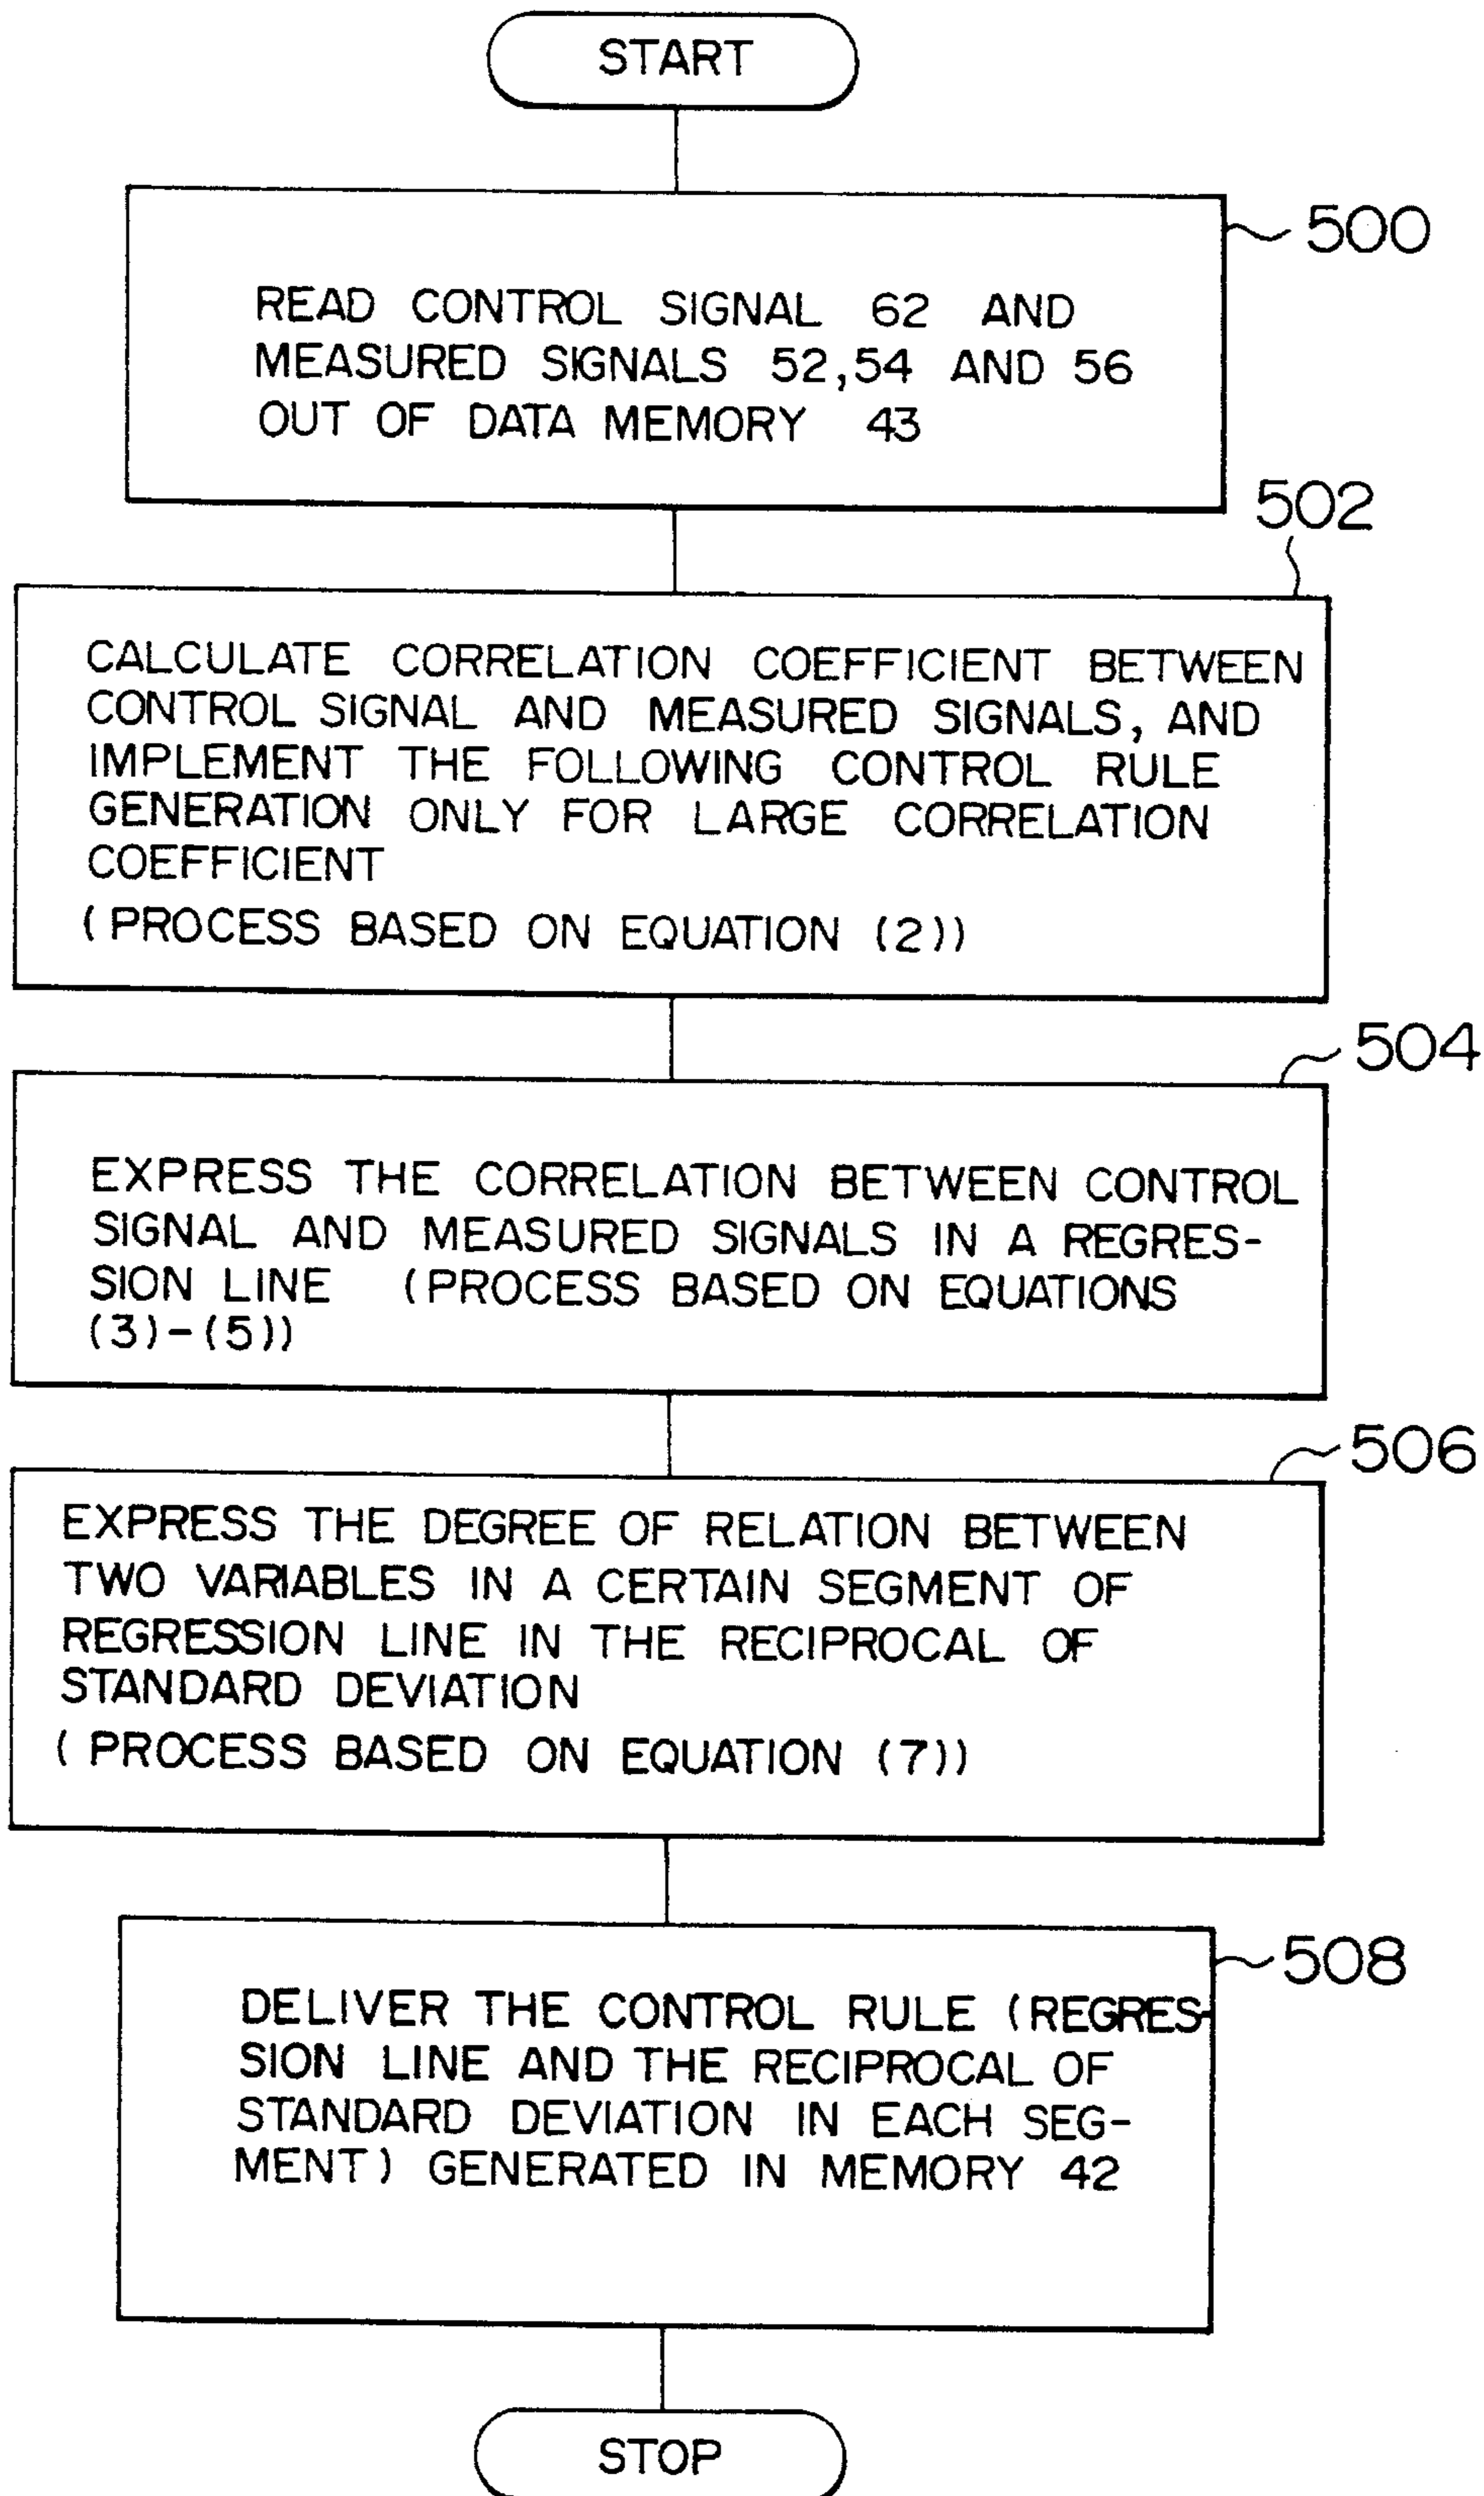 START
500
READ CONTROL SIGNAL 62 AND
MEASURED SIGNALS 52,54 AND 56
OUT OF DATA MEMORY 43
502
CALCULATE CORRELATION COEFFICIENT BETWEEN
CONTROL SIGNAL AND MEASURED SIGNALS, AND
IMPLEMENT THE FOLLOWING CONTROL RULE
GENERATION ONLY FOR LARGE CORRELATION
COEFFICIENT
(PROCESS BASED ON EQUATION (2))
504
EXPRESS THE CORRELATION BETWEEN CONTROL
SIGNAL AND MEASURED SIGNALS IN A REGRES-
SION LINE (PROCESS BASED ON EQUATIONS
(3)-(5))
506
EXPRESS THE DEGREE OF RELATION BETWEEN
TWO VARIABLES IN A CERTAIN SEGMENT OF
REGRESSION LINE IN THE RECIPROCAL OF
STANDARD DEVIATION
(PROCESS BASED ON EQUATION (7))
508
DELIVER THE CONTROL RULE (REGRES-
SION LINE AND THE RECIPROCAL OF
STANDARD DEVIATION IN EACH SEG-
MENT) GENERATED IN MEMORY 42
STOP